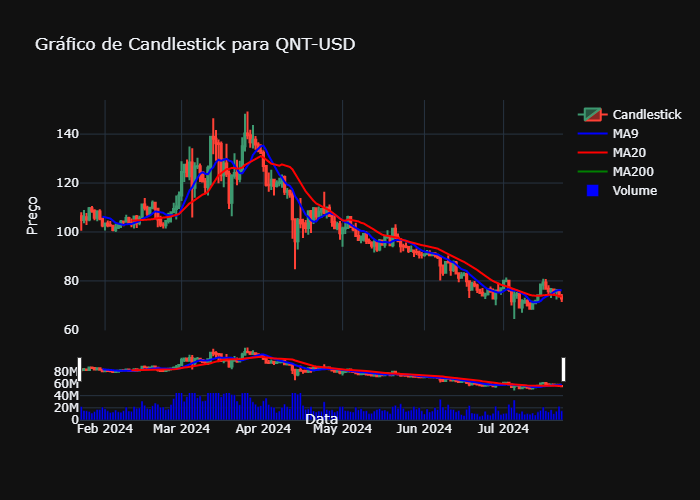 Gráfico de Candlestick para QNT-USD
Candlestick
MA9
MA20
MA200
Volume
Preço
140
120
100
80
60
80M
60M
40M
20M
0
Feb 2024 Mar 2024 Apr 2024 May 2024 Jun 2024 Jul 2024
Data